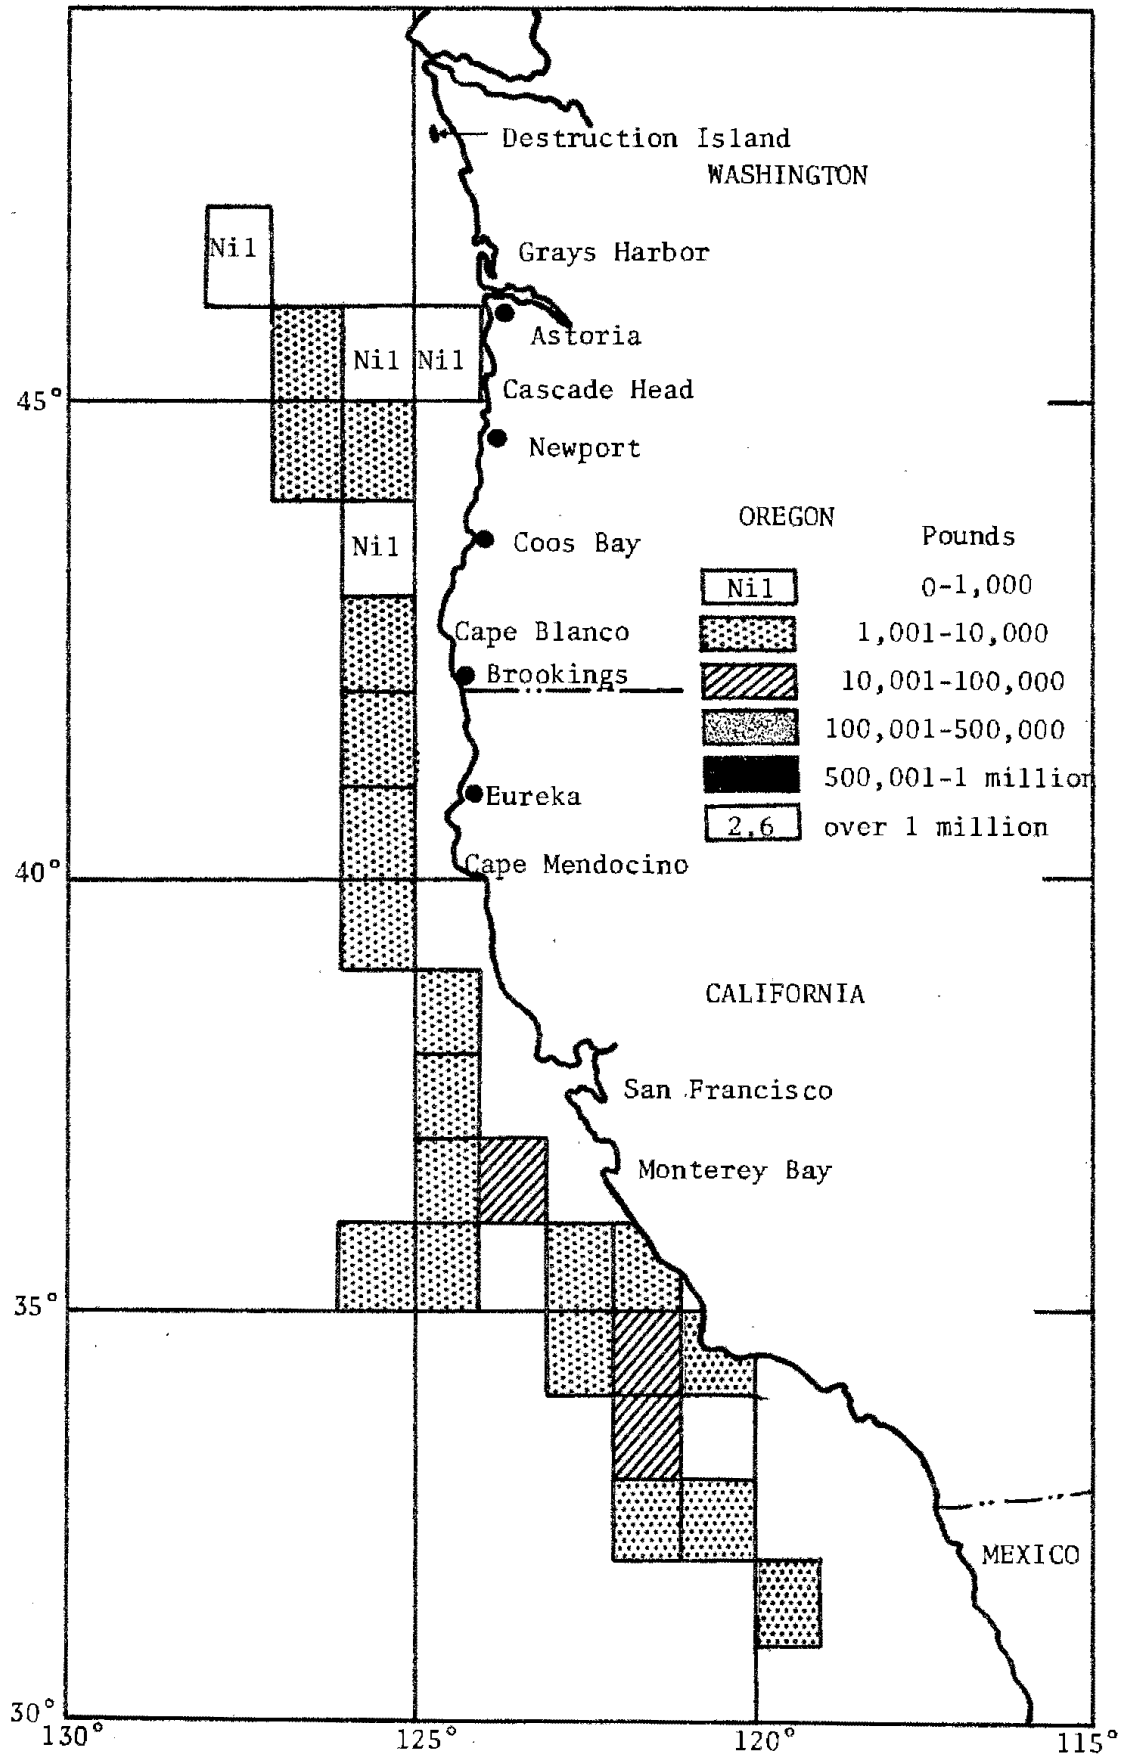 Destruction Island
WASHINGTON
Nil
Grays Harbor
Astoria
Nil Nil
Cascade Head
45°
Newport
OREGON
Pounds
Nil
Coos Bay
Nil 0-1,000
Cape Blanco
1,001-10,000
Brookings
10,001-100,000
100,001-500,000
500,001-1 million
Eureka
2.6 over 1 million
Cape Mendocino
40°
CALIFORNIA
San Francisco
Monterey Bay
35°
MEXICO
30°
130° 125° 120° 115°